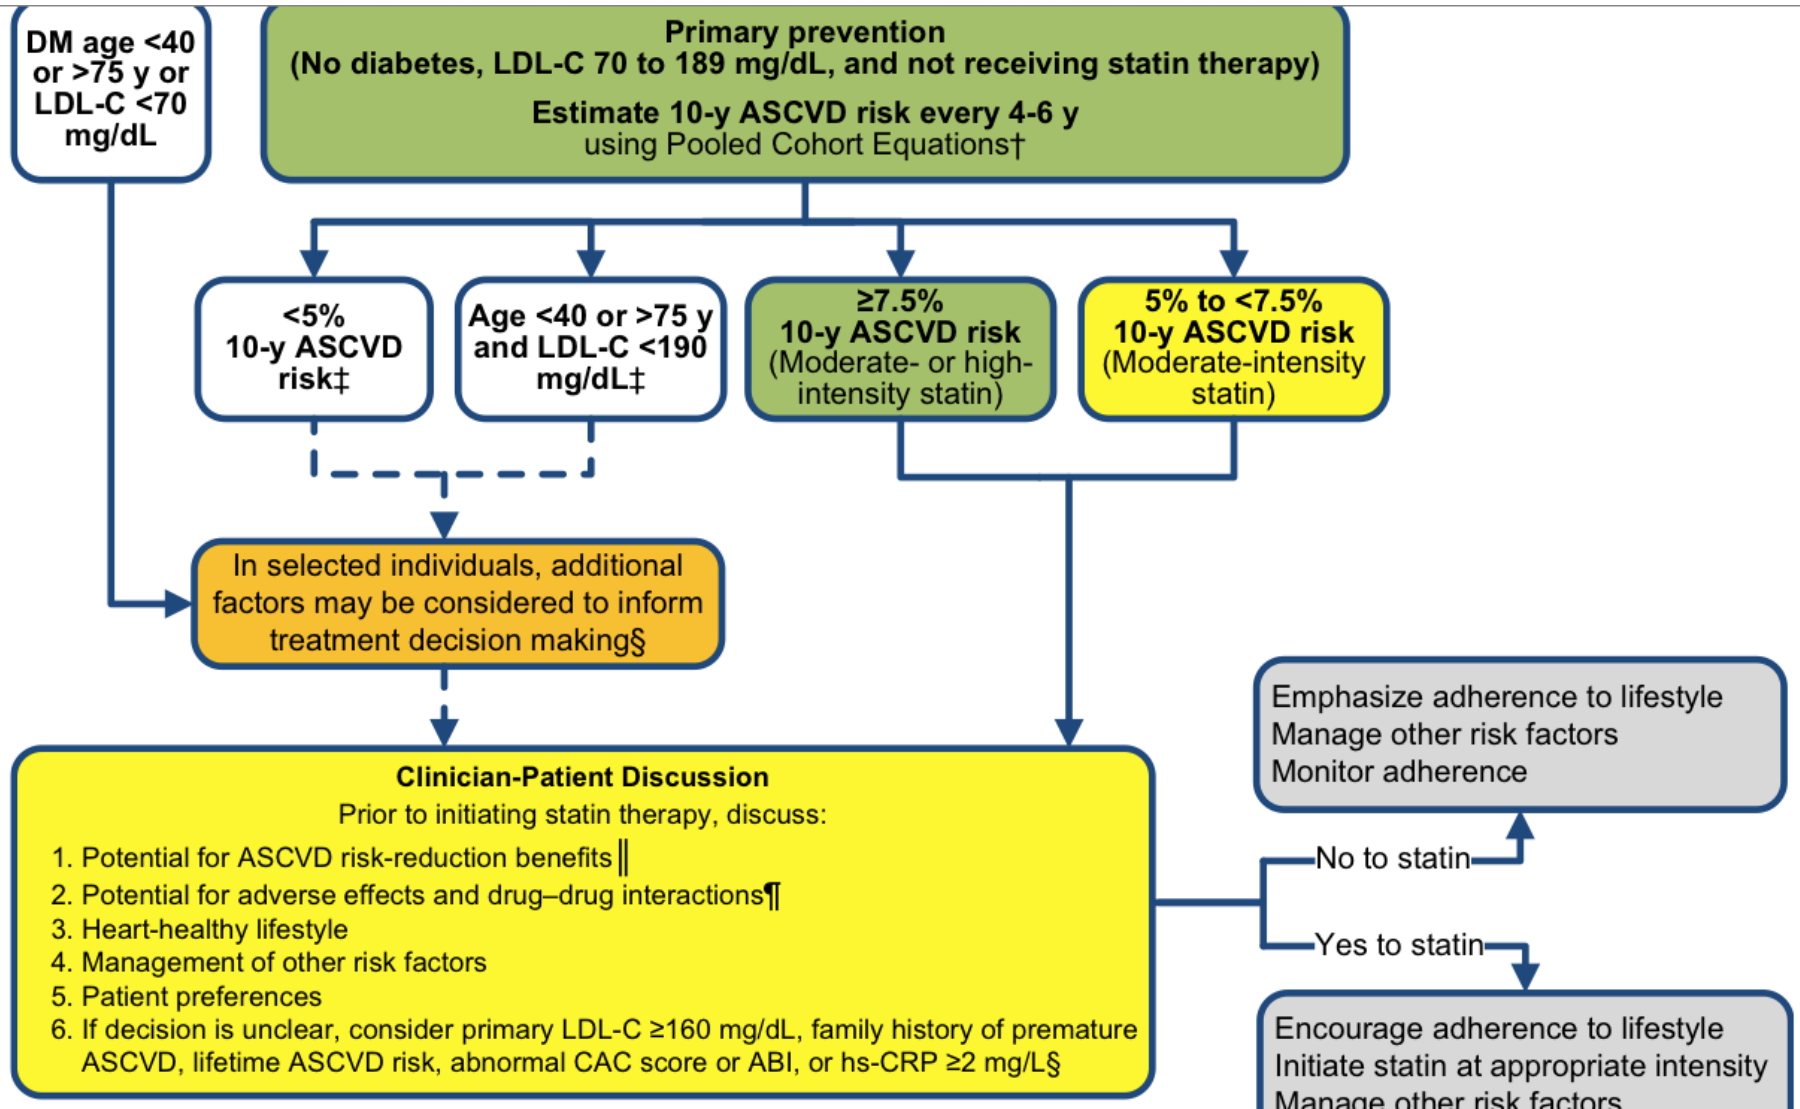 DM age <40
or >75 y or
LDL-C <70
mg/dL
Primary prevention
(No diabetes, LDL-C 70 to 189 mg/dL, and not receiving statin therapy)
Estimate 10-y ASCVD risk every 4-6 y
using Pooled Cohort Equations†
<5%
10-y ASCVD
risk‡
Age <40 or >75 y
and LDL-C <190
mg/dL‡
≥7.5%
10-y ASCVD risk
(Moderate- or high-
intensity statin)
5% to <7.5%
10-y ASCVD risk
(Moderate-intensity
statin)
In selected individuals, additional
factors may be considered to inform
treatment decision making§
Clinician-Patient Discussion
Prior to initiating statin therapy, discuss:
1. Potential for ASCVD risk-reduction benefits‖
2. Potential for adverse effects and drug–drug interactions¶
3. Heart-healthy lifestyle
4. Management of other risk factors
5. Patient preferences
6. If decision is unclear, consider primary LDL-C ≥160 mg/dL, family history of premature
ASCVD, lifetime ASCVD risk, abnormal CAC score or ABI, or hs-CRP ≥2 mg/L§
Emphasize adherence to lifestyle
Manage other risk factors
Monitor adherence
No to statin
Yes to statin
Encourage adherence to lifestyle
Initiate statin at appropriate intensity
Manage other risk factors